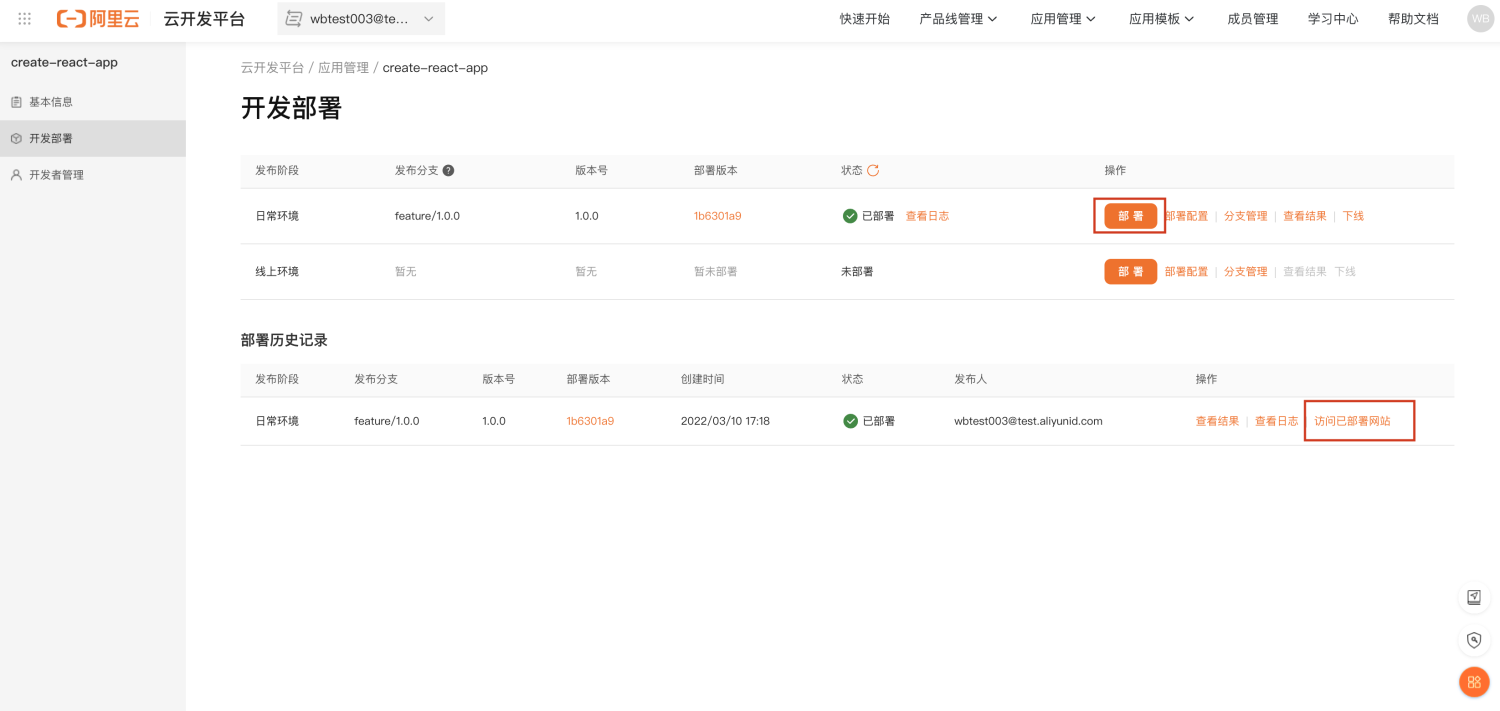 阿里云 云开发平台 wbtest003@te... 快速开始 产品线管理 应用管理 应用模板 成员管理 学习中心 帮助文档 WB
create-react-app
基本信息
开发部署
开发者管理
云开发平台 / 应用管理 / create-react-app
开发部署
发布阶段 发布分支 ? 版本号 部署版本 状态 操作
日常环境 feature/1.0.0 1.0.0 1b6301a9 已部署 查看日志 部署 部署配置 | 分支管理 | 查看结果 | 下线
线上环境 暂无 暂无 暂未部署 未部署 部署 部署配置 | 分支管理 | 查看结果 下线
部署历史记录
发布阶段 发布分支 版本号 部署版本 创建时间 状态 发布人 操作
日常环境 feature/1.0.0 1.0.0 1b6301a9 2022/03/10 17:18 已部署 wbtest003@test.aliyunid.com 查看结果 | 查看日志 访问已部署网站